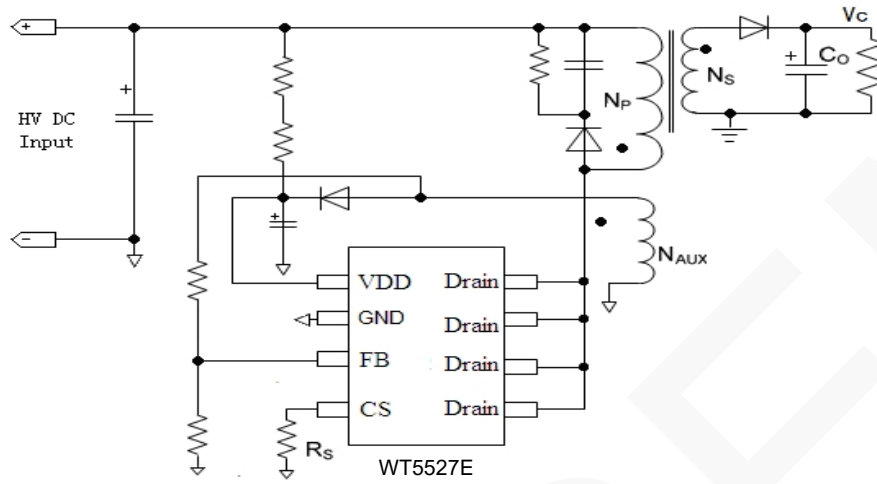 +
HV DC
Input
−
+
NP
NS
+
CO
VC
+
NAUX
VDD
GND
FB
CS
Drain
Drain
Drain
Drain
RS
WT5527E